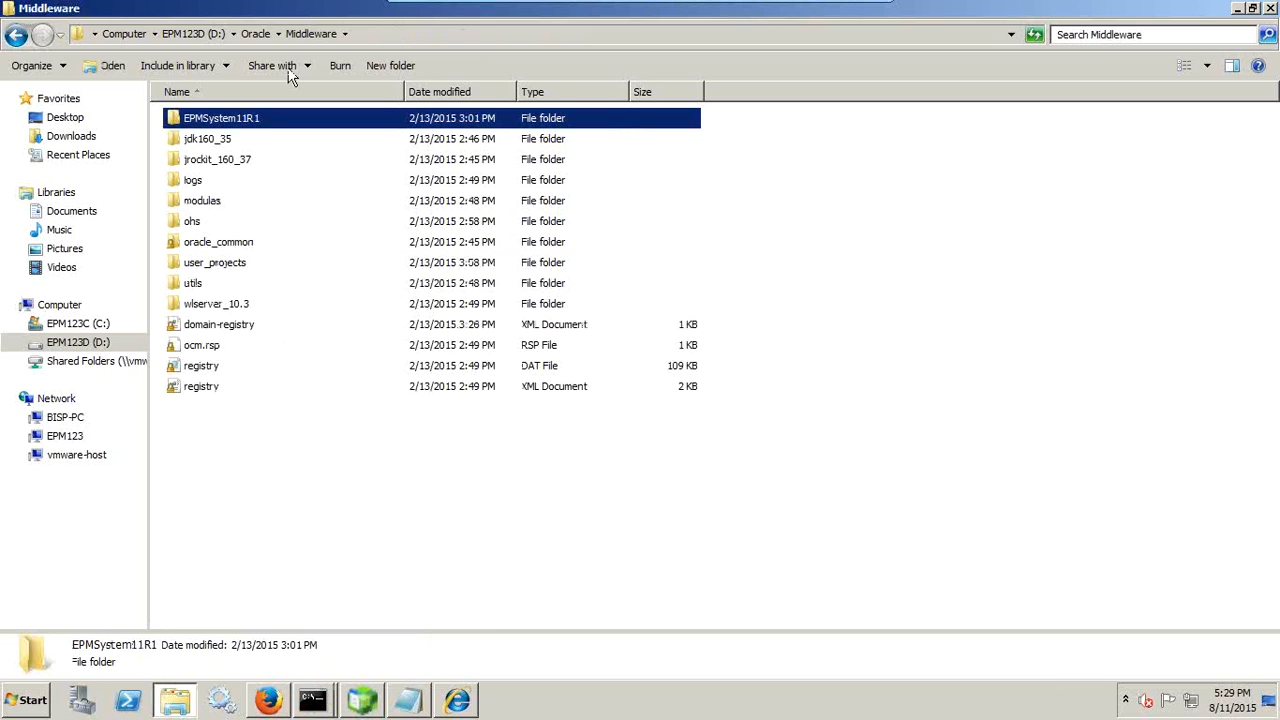 Middleware
Computer EPM123D (D:) Oracle Middleware Search Middleware
Organize Oden Include in library Share with Burn New folder
Name Date modified Type Size
Favorites
Desktop
Downloads
Recent Places
Libraries
Documents
Music
Pictures
Videos
Computer
EPM123C (C:)
EPM123D (D:)
Shared Folders (\\vmw
Network
BISP-PC
EPM123
vmware-host
EPMSystem11R1 2/13/2015 3:01 PM File folder
jdk160_35 2/13/2015 2:46 PM File folder
jrockit_160_37 2/13/2015 2:45 PM File folder
logs 2/13/2015 2:49 PM File folder
modulas 2/13/2015 2:48 PM File folder
ohs 2/13/2015 2:58 PM File folder
oracle_common 2/13/2015 2:45 PM File folder
user_projects 2/13/2015 3:58 PM File folder
utils 2/13/2015 2:48 PM File folder
wlserver_10.3 2/13/2015 2:49 PM File folder
domain-registry 2/13/2015 3:26 PM XML Document 1 KB
ocm.rsp 2/13/2015 2:49 PM RSP File 1 KB
registry 2/13/2015 2:49 PM DAT File 109 KB
registry 2/13/2015 2:49 PM XML Document 2 KB
EPMSystem11R1 Date modified: 2/13/2015 3:01 PM
File folder
Start
5:29 PM
8/11/2015